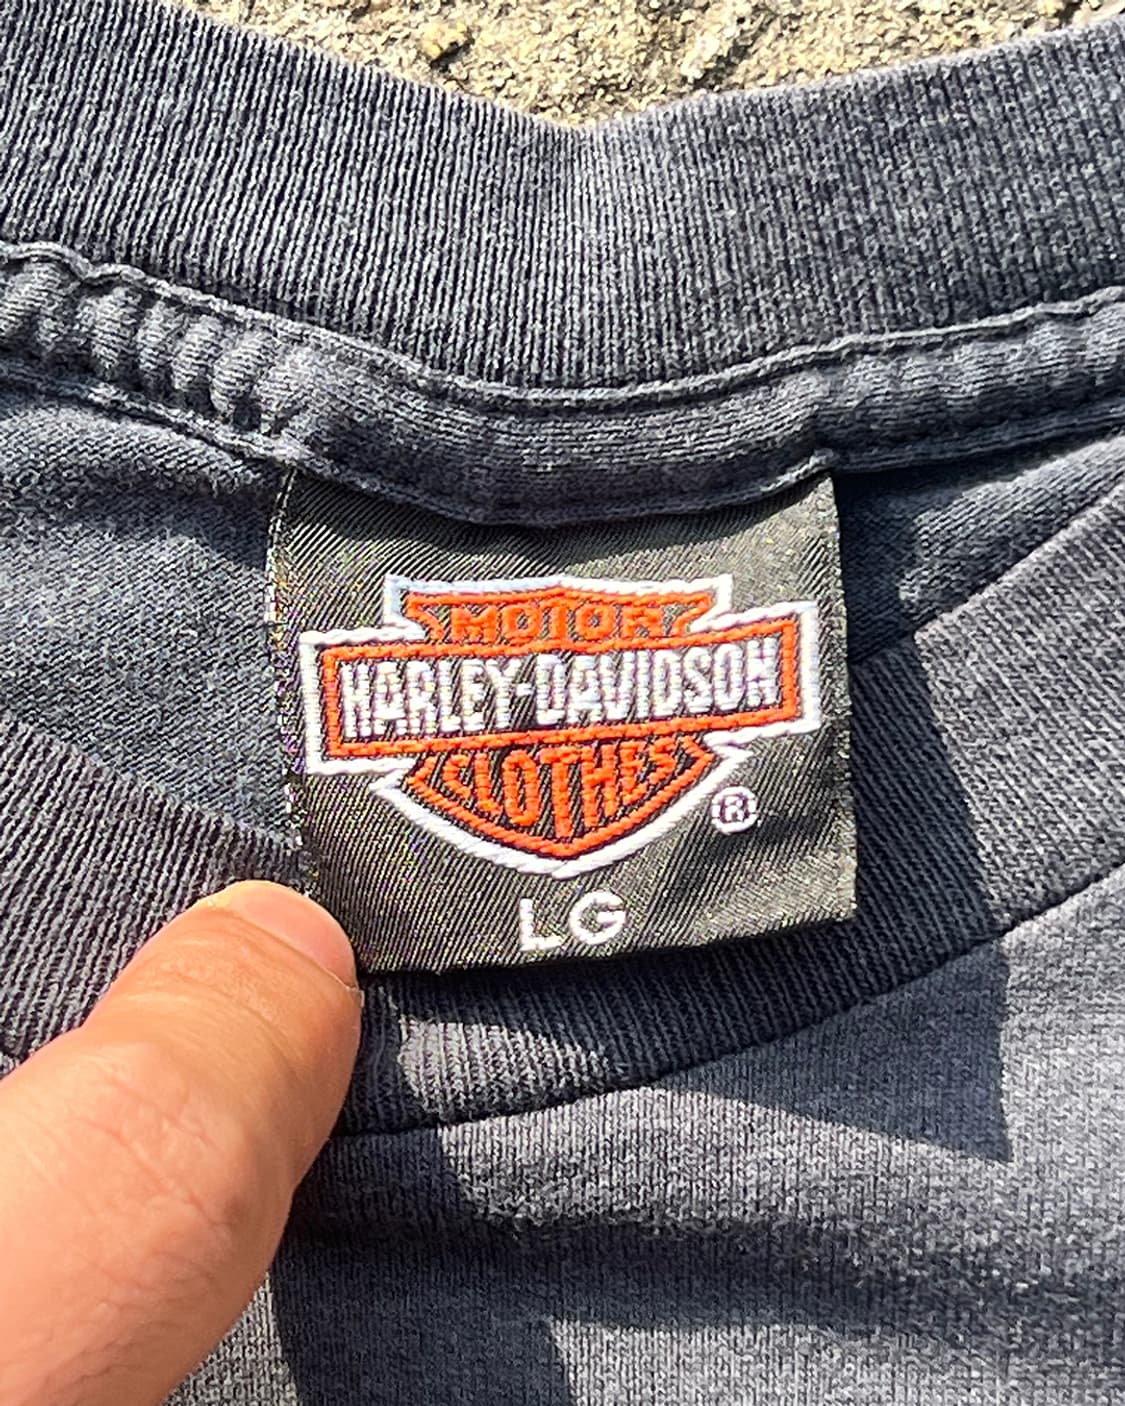 MOTOR
HARLEY-DAVIDSON
CLOTHES
®
LG